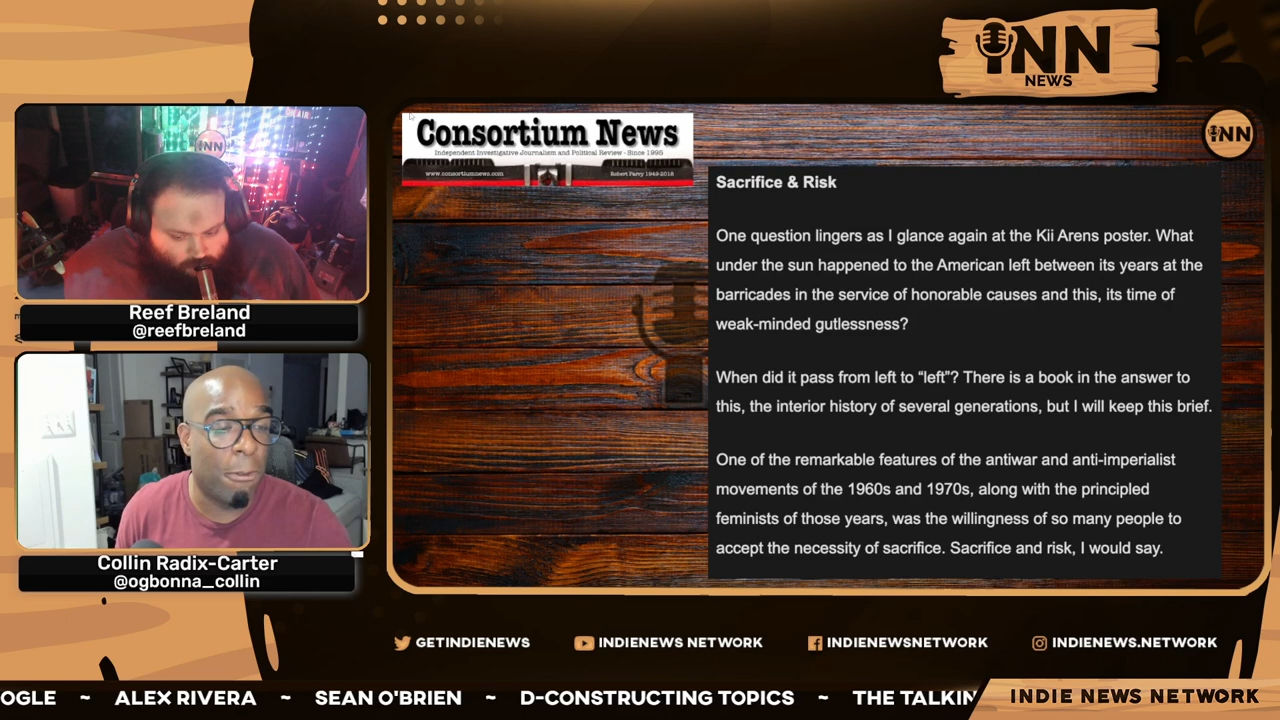 iNN
NEWS
iNN
Reef Breland
@reefbreland
Collin Radix-Carter
@ogbonna_collin
Consortium News
Independent Investigative Journalism and Political Review - Since 1995
www.consortiumnews.com
Robert Parry 1949-2018
iNN
Sacrifice & Risk
One question lingers as I glance again at the Kii Arens poster. What
under the sun happened to the American left between its years at the
barricades in the service of honorable causes and this, its time of
weak-minded gutlessness?
When did it pass from left to “left”? There is a book in the answer to
this, the interior history of several generations, but I will keep this brief.
One of the remarkable features of the antiwar and anti-imperialist
movements of the 1960s and 1970s, along with the principled
feminists of those years, was the willingness of so many people to
accept the necessity of sacrifice. Sacrifice and risk, I would say.
GETINDIENEWS
INDIENEWS NETWORK
INDIENEWSNETWORK
INDIENEWS.NETWORK
OGLE ~ ALEX RIVERA ~ SEAN O'BRIEN ~ D-CONSTRUCTING TOPICS ~ THE TALKIN
INDIE NEWS NETWORK